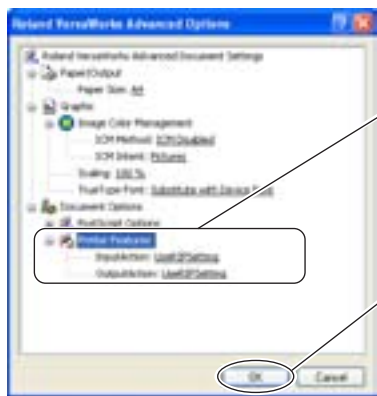 Roland VersaWorks Advanced Options
Roland VersaWorks Advanced Document Settings
Paper/Output
Paper Size: A4
Graphic
Image Color Management
ICM Method: ICM Disabled
ICM Intent: Pictures
Scaling: 100 %
TrueType Font: Substitute with Device Font
Document Options
PostScript Options
Printer Features
InputAction: UseRIPSetting
OutputAction: UseRIPSetting
OK
Cancel